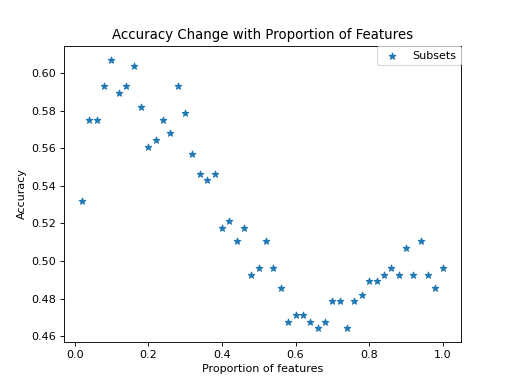 Accuracy Change with Proportion of Features
Subsets
0.60
0.58
0.56
0.54
0.52
0.50
0.48
0.46
Accuracy
0.0 0.2 0.4 0.6 0.8 1.0
Proportion of features